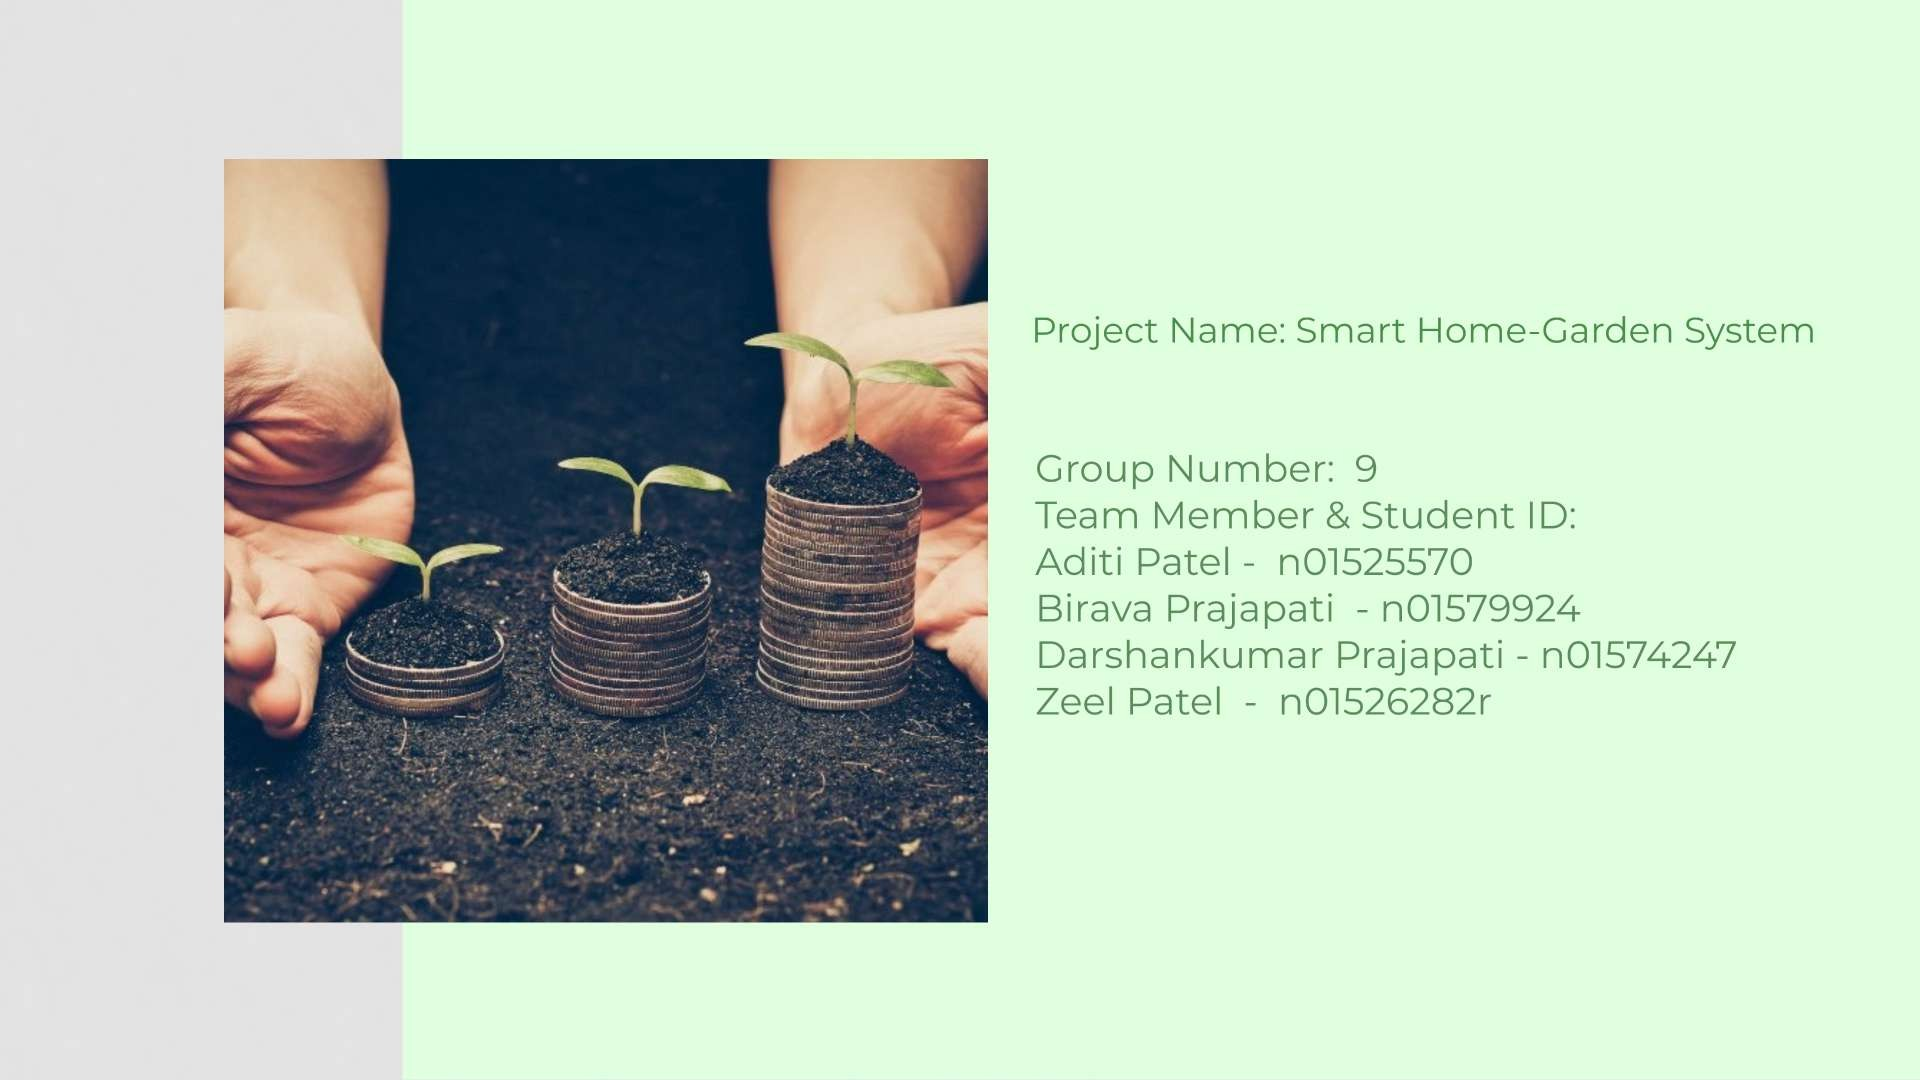 Project Name: Smart Home-Garden System
Group Number:  9
Team Member & Student ID:
Aditi Patel -  n01525570
Birava Prajapati  - n01579924
Darshankumar Prajapati - n01574247
Zeel Patel  -  n01526282r